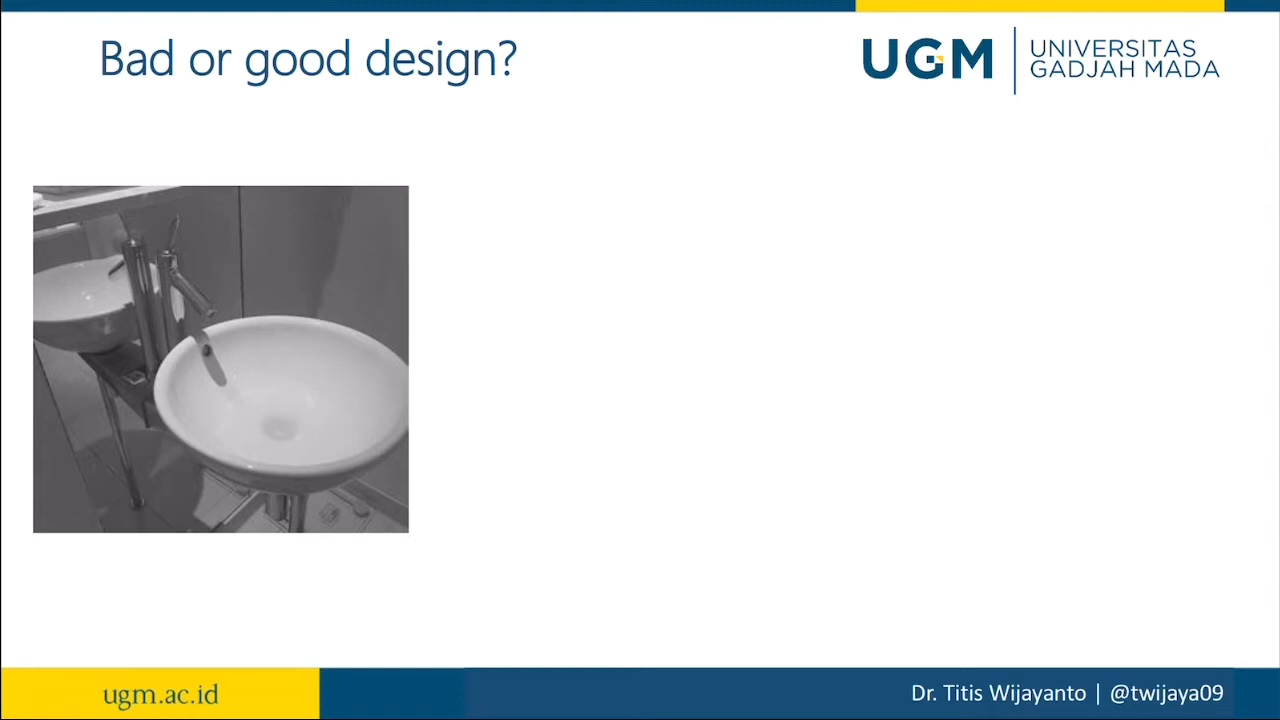 Bad or good design?
UGM
UNIVERSITAS
GADJAH MADA
ugm.ac.id
Dr. Titis Wijayanto | @twijaya09